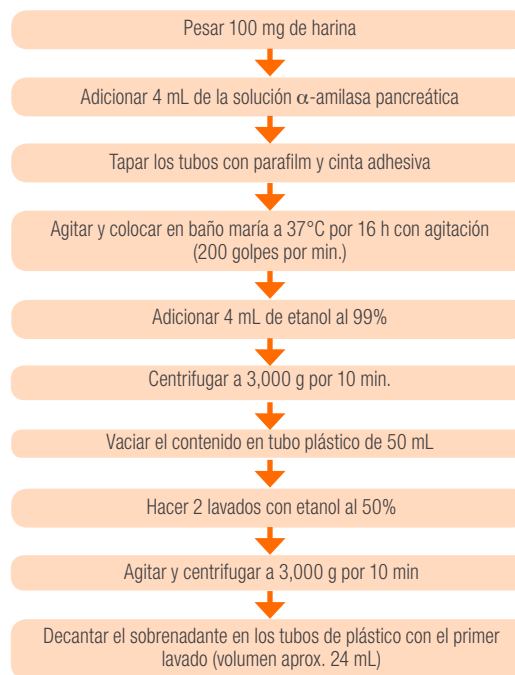 Pesar 100 mg de harina
Adicionar 4 mL de la solución α-amilasa pancreática
Tapar los tubos con parafilm y cinta adhesiva
Agitar y colocar en baño maría a 37°C por 16 h con agitación
(200 golpes por min.)
Adicionar 4 mL de etanol al 99%
Centrifugar a 3,000 g por 10 min.
Vaciar el contenido en tubo plástico de 50 mL
Hacer 2 lavados con etanol al 50%
Agitar y centrifugar a 3,000 g por 10 min
Decantar el sobrenadante en los tubos de plástico con el primer
lavado (volumen aprox. 24 mL)